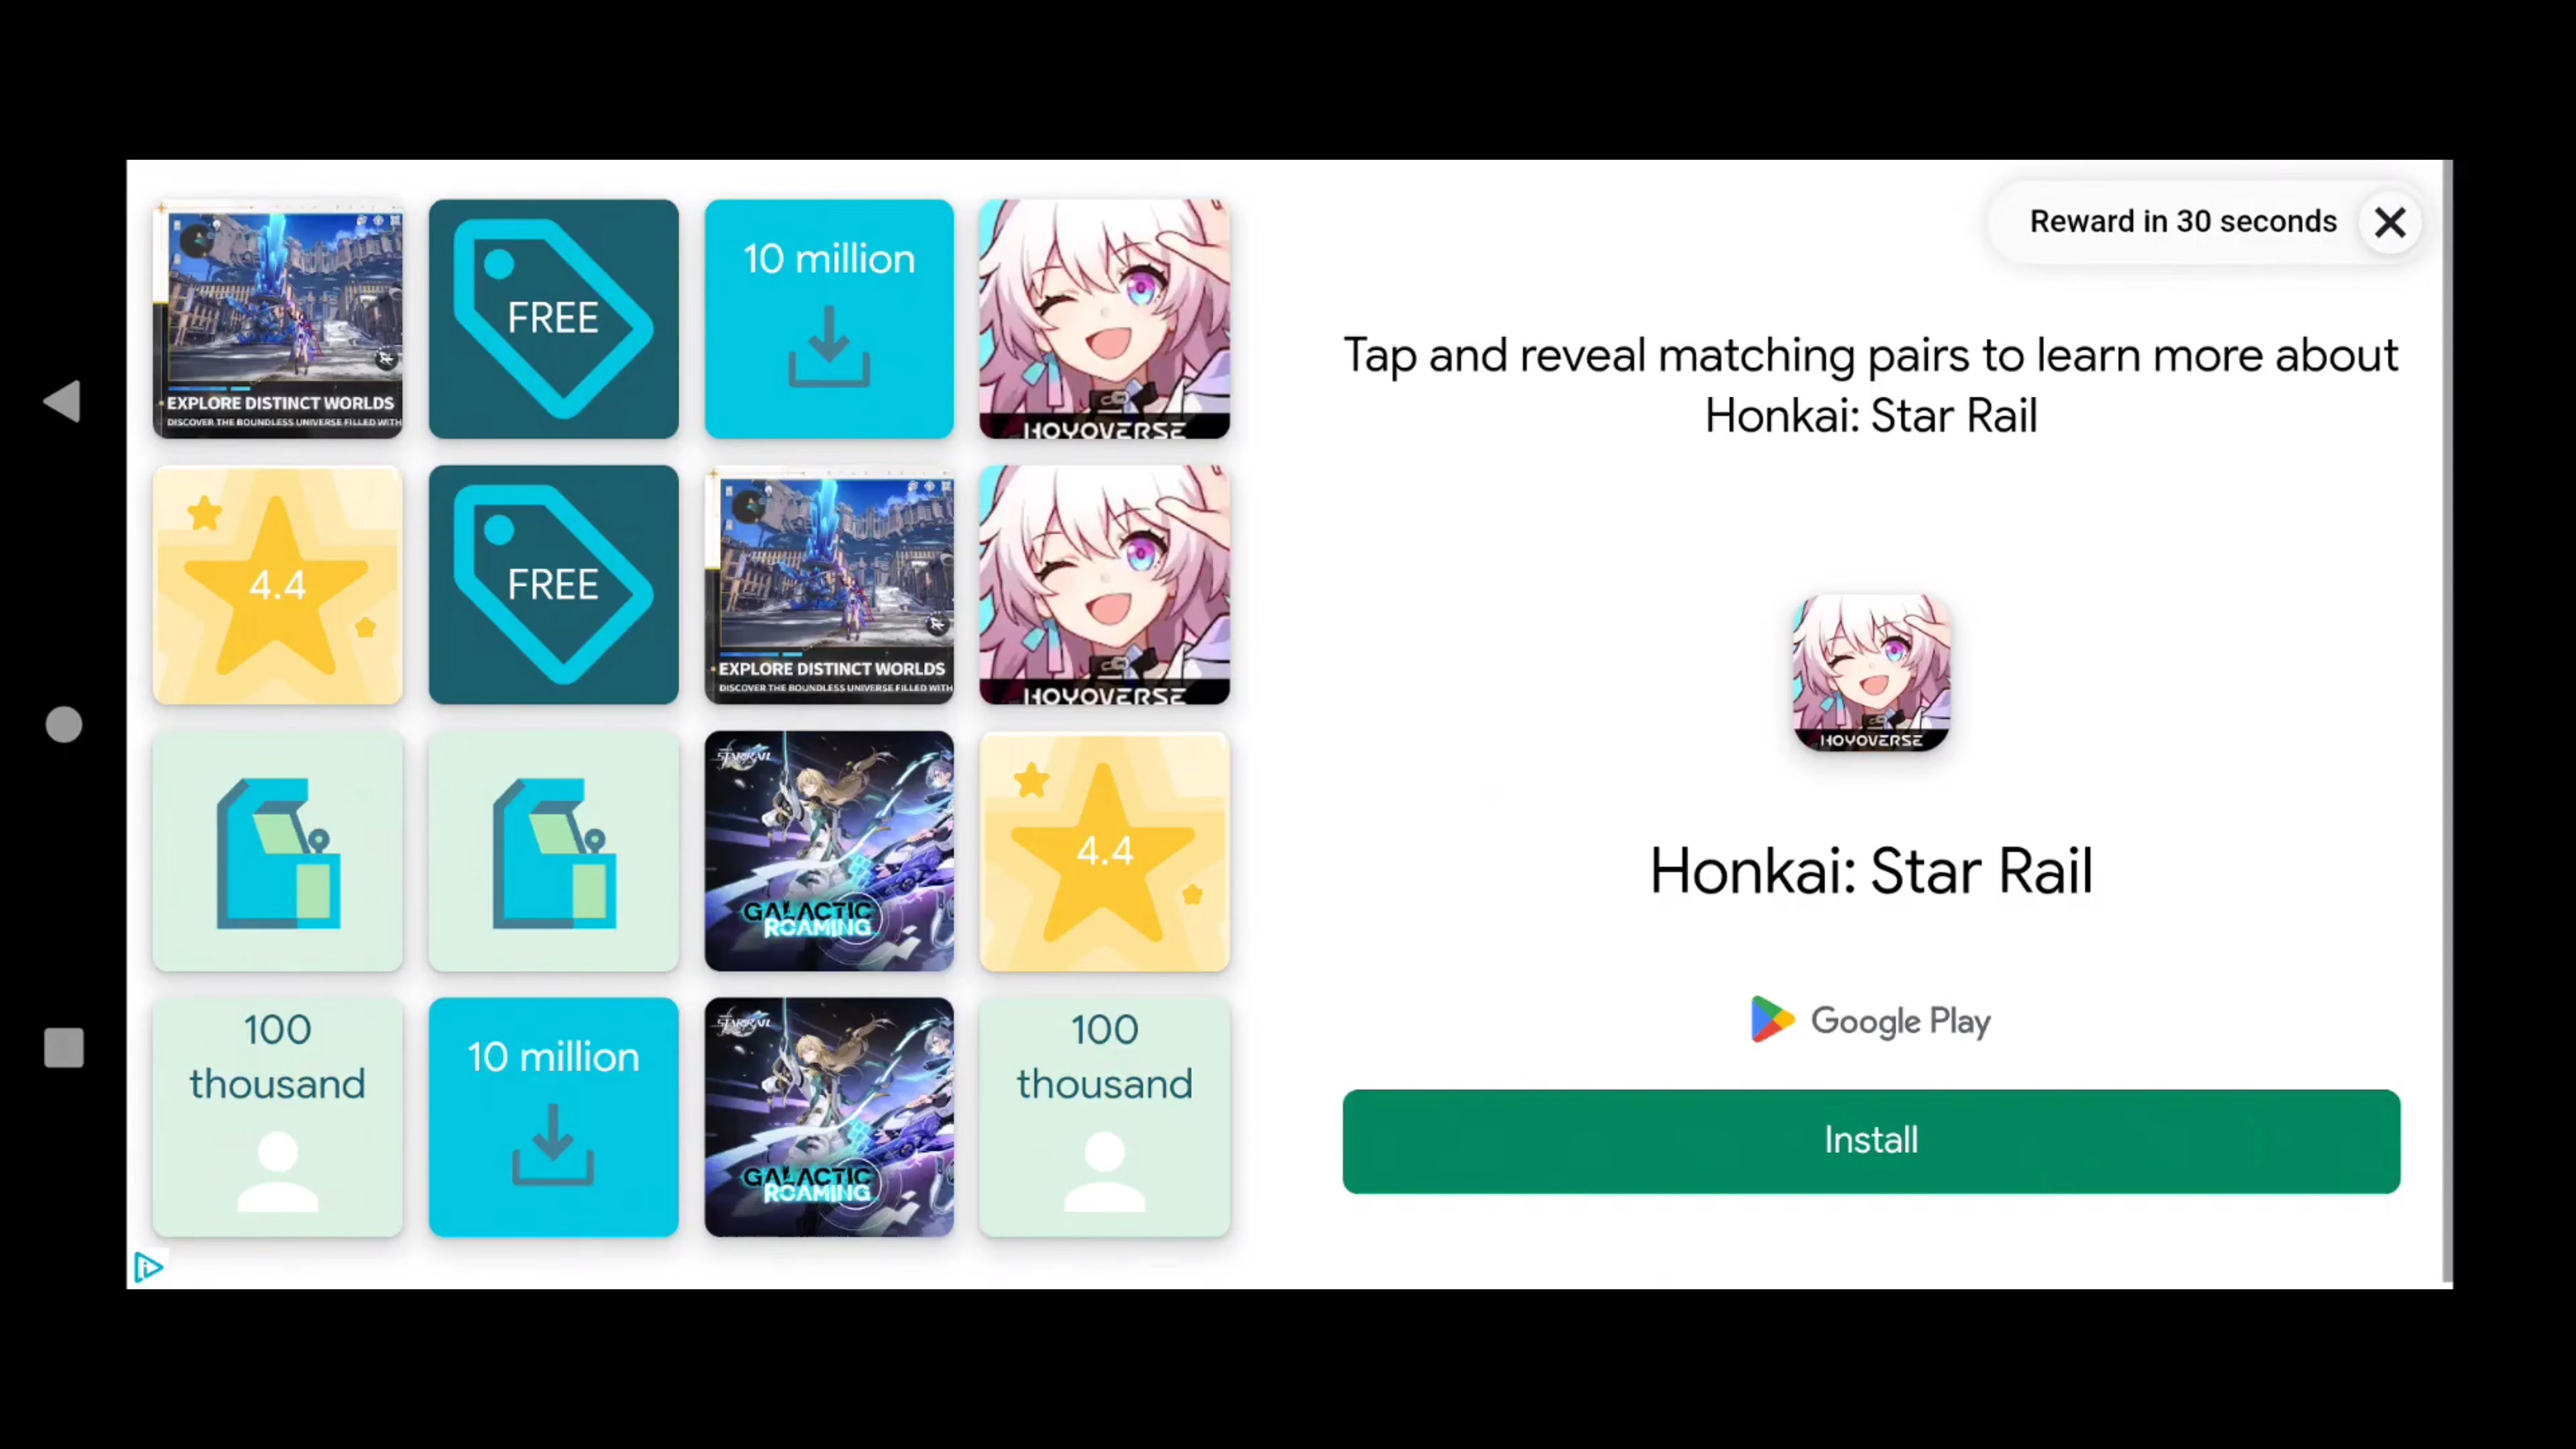 EXPLORE DISTINCT WORLDS
DISCOVER THE BOUNDLESS UNIVERSE FILLED WITH
FREE
10 million
HOYOVERSE
4.4
FREE
EXPLORE DISTINCT WORLDS
DISCOVER THE BOUNDLESS UNIVERSE FILLED WITH
HOYOVERSE
STARRAIL
GALACTIC
ROAMING
4.4
100
thousand
10 million
STARRAIL
GALACTIC
ROAMING
100
thousand
Reward in 30 seconds
Tap and reveal matching pairs to learn more about
Honkai: Star Rail
HOYOVERSE
Honkai: Star Rail
Google Play
Install